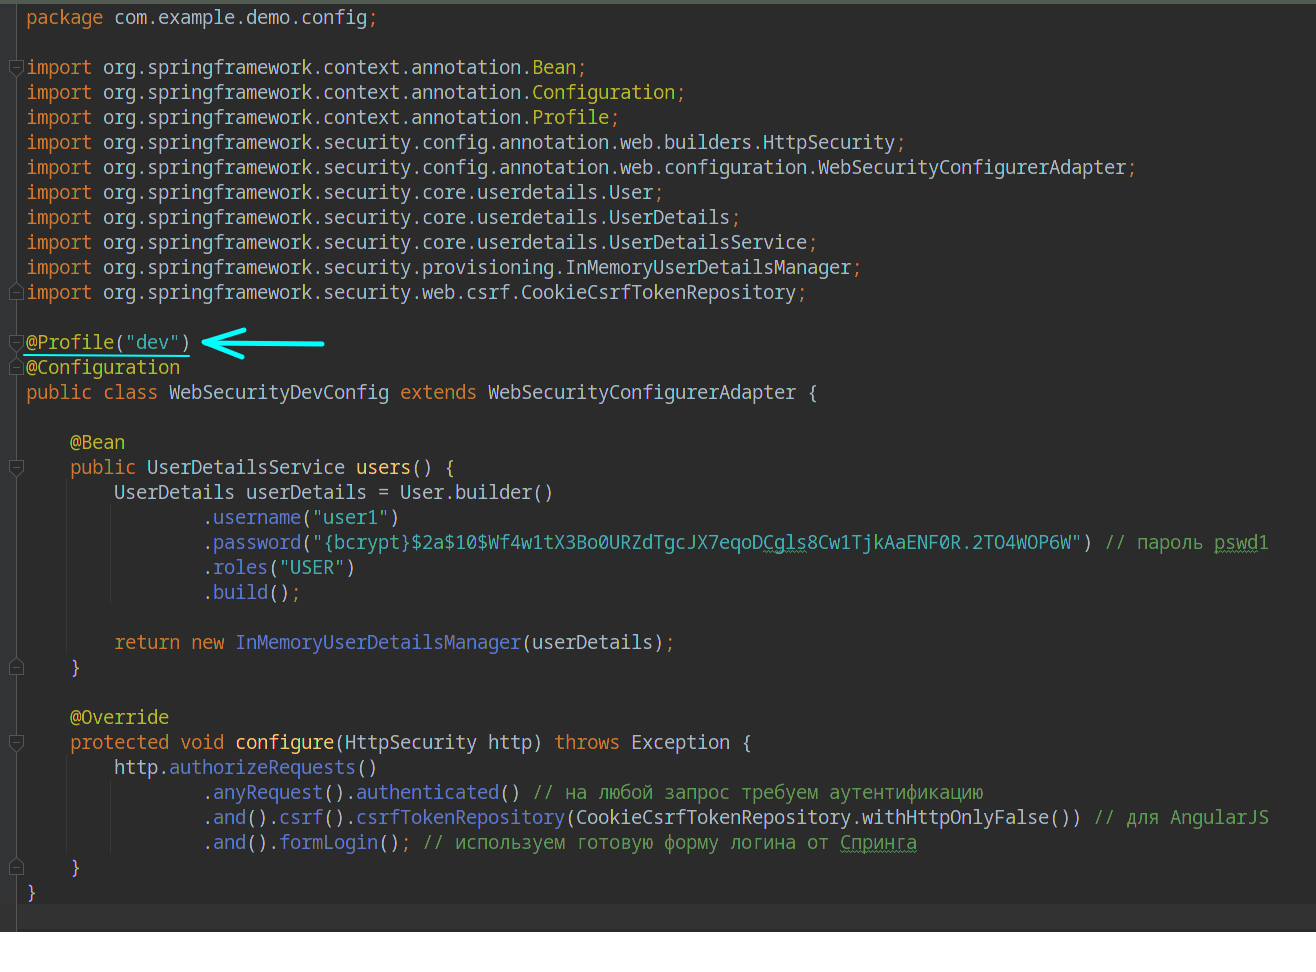 package com.example.demo.config;
import org.springframework.context.annotation.Bean;
import org.springframework.context.annotation.Configuration;
import org.springframework.context.annotation.Profile;
import org.springframework.security.config.annotation.web.builders.HttpSecurity;
import org.springframework.security.config.annotation.web.configuration.WebSecurityConfigurerAdapter;
import org.springframework.security.core.userdetails.User;
import org.springframework.security.core.userdetails.UserDetails;
import org.springframework.security.core.userdetails.UserDetailsService;
import org.springframework.security.provisioning.InMemoryUserDetailsManager;
import org.springframework.security.web.csrf.CookieCsrfTokenRepository;
@Profile("dev")
@Configuration
public class WebSecurityDevConfig extends WebSecurityConfigurerAdapter {
@Bean
public UserDetailsService users() {
UserDetails userDetails = User.builder()
.username("user1")
.password("{bcrypt}$2a$10$Wf4w1tX3Bo0URZdTgcJX7eqoDCgls8Cw1TjkAaENF0R.2TO4WOP6W") // пароль pswd1
.roles("USER")
.build();
return new InMemoryUserDetailsManager(userDetails);
}
@Override
protected void configure(HttpSecurity http) throws Exception {
http.authorizeRequests()
.anyRequest().authenticated() // на любой запрос требуем аутентификацию
.and().csrf().csrfTokenRepository(CookieCsrfTokenRepository.withHttpOnlyFalse()) // для AngularJS
.and().formLogin(); // используем готовую форму логина от Спринга
}
}